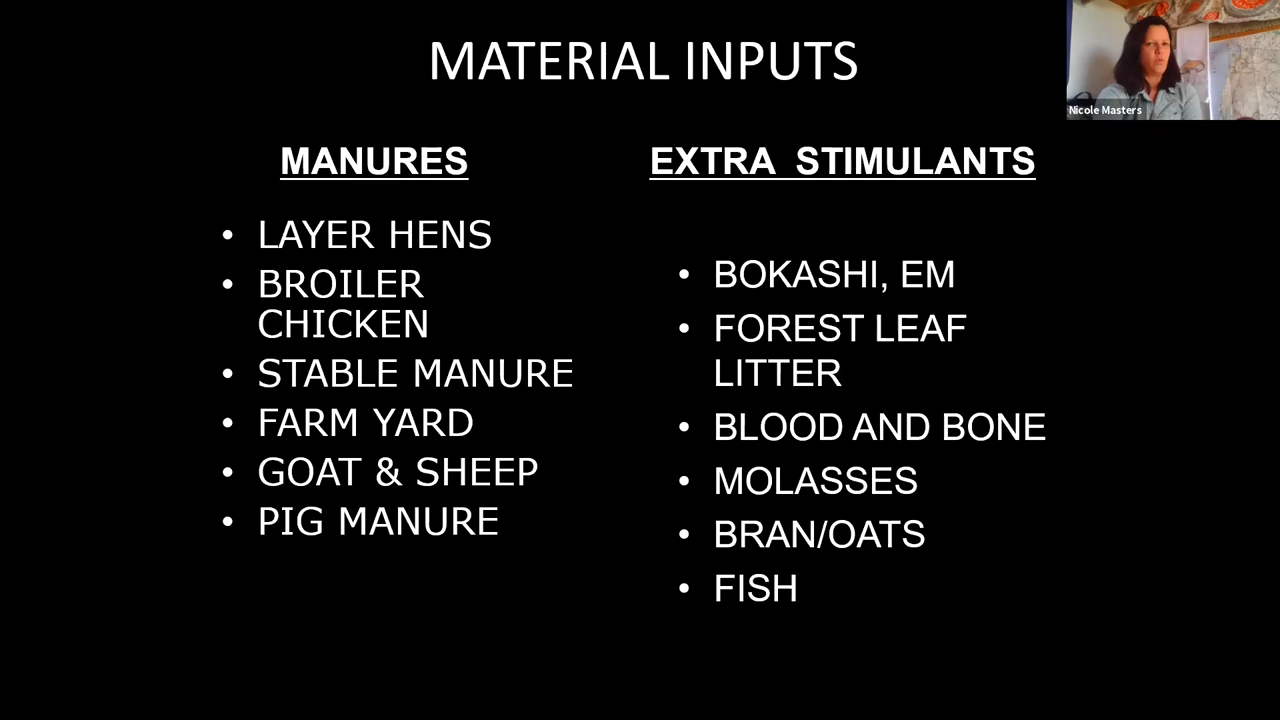 MATERIAL INPUTS
Nicole Masters
MANURES
• LAYER HENS
• BROILER
CHICKEN
• STABLE MANURE
• FARM YARD
• GOAT & SHEEP
• PIG MANURE
EXTRA STIMULANTS
• BOKASHI, EM
• FOREST LEAF
LITTER
• BLOOD AND BONE
• MOLASSES
• BRAN/OATS
• FISH